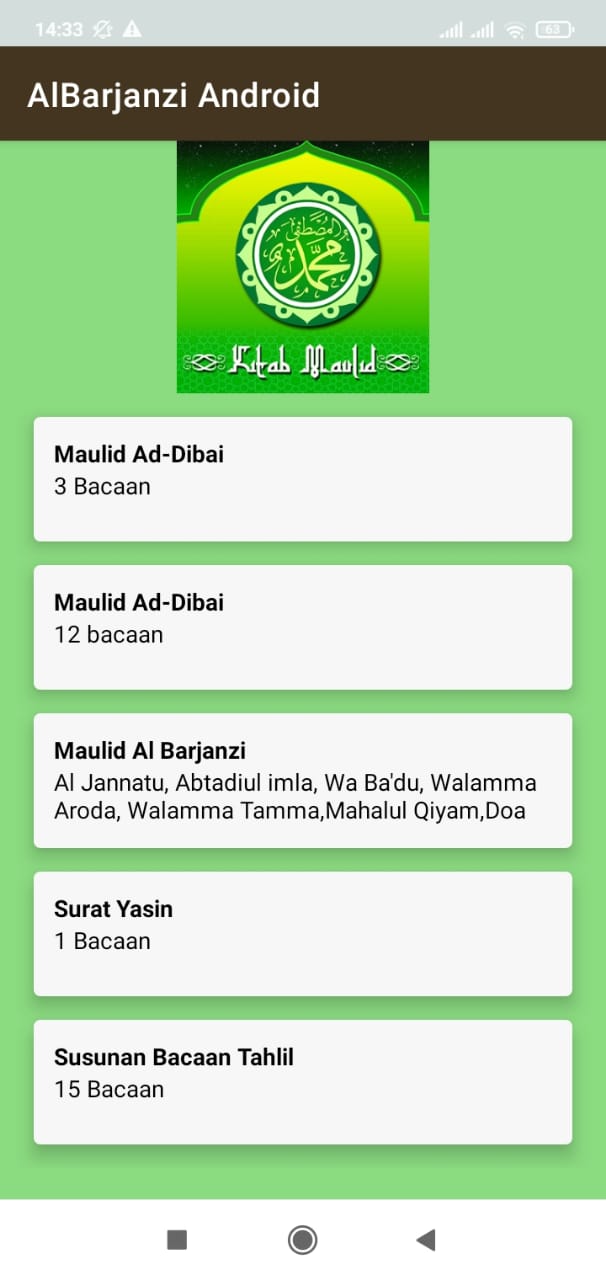 14:33
63
AlBarjanzi Android
المصطفى
محمد
Kitab Maulid
Maulid Ad-Dibai
3 Bacaan
Maulid Ad-Dibai
12 bacaan
Maulid Al Barjanzi
Al Jannatu, Abtadiul imla, Wa Ba'du, Walamma
Aroda, Walamma Tamma,Mahalul Qiyam,Doa
Surat Yasin
1 Bacaan
Susunan Bacaan Tahlil
15 Bacaan